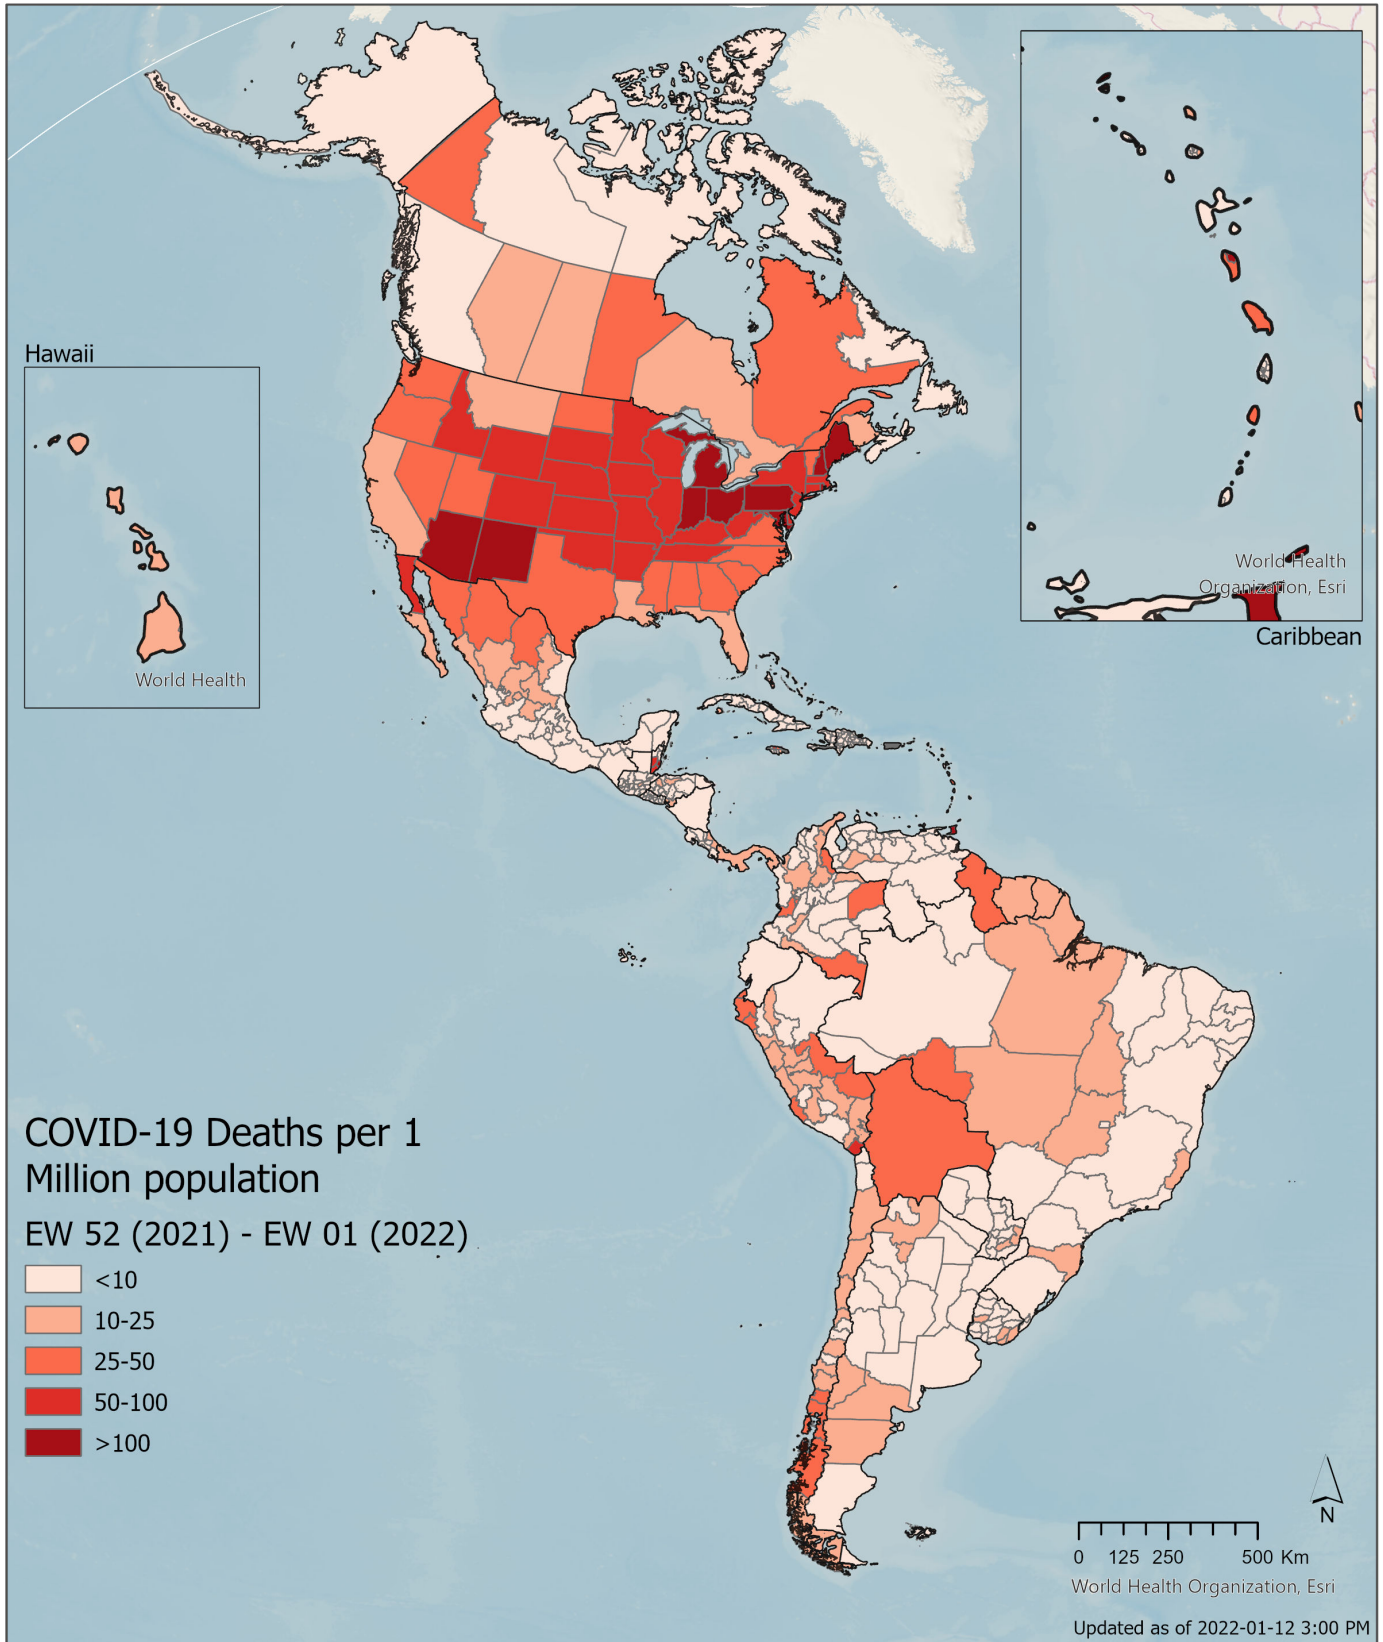 Hawaii
World Health
World Health
Organization, Esri
Caribbean
COVID-19 Deaths per 1
Million population
EW 52 (2021) - EW 01 (2022)
<10
10-25
25-50
50-100
>100
N
0 125 250 500 Km
World Health Organization, Esri
Updated as of 2022-01-12 3:00 PM